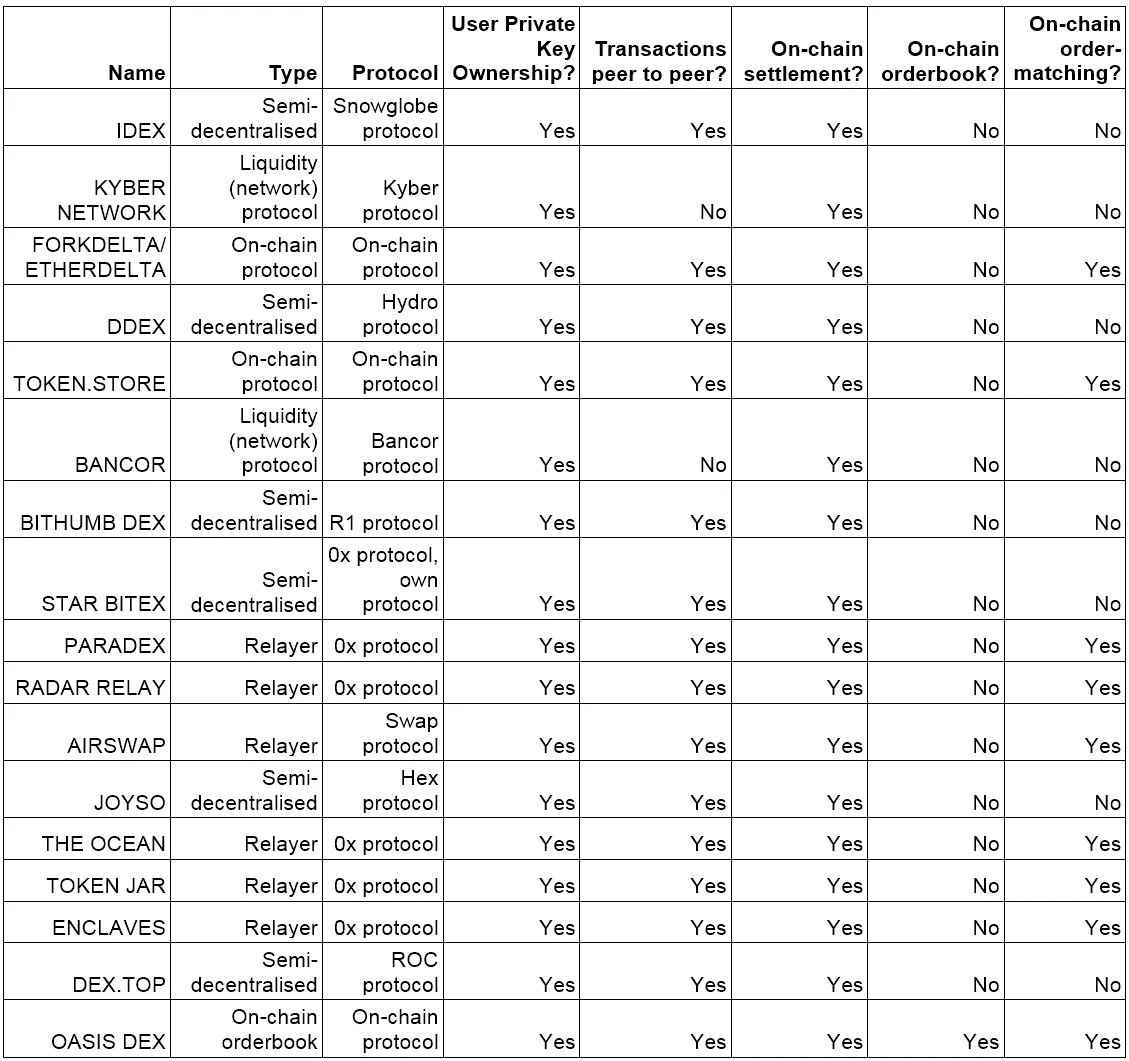 Name Type Protocol User Private Key Ownership? Transactions peer to peer? On-chain settlement? On-chain orderbook? On-chain order-matching?
IDEX Semi-decentralised Snowglobe protocol Yes Yes Yes No No
KYBER NETWORK Liquidity (network) protocol Kyber protocol Yes No Yes No No
FORKDELTA/ ETHERDELTA On-chain protocol On-chain protocol Yes Yes Yes No Yes
DDEX Semi-decentralised Hydro protocol Yes Yes Yes No No
TOKEN.STORE On-chain protocol On-chain protocol Yes Yes Yes No Yes
BANCOR Liquidity (network) protocol Bancor protocol Yes No Yes No No
BITHUMB DEX Semi-decentralised R1 protocol Yes Yes Yes No No
STAR BITEX Semi-decentralised 0x protocol, own protocol Yes Yes Yes No No
PARADEX Relayer 0x protocol Yes Yes Yes No Yes
RADAR RELAY Relayer 0x protocol Yes Yes Yes No Yes
AIRSWAP Relayer Swap protocol Yes Yes Yes No Yes
JOYSO Semi-decentralised Hex protocol Yes Yes Yes No No
THE OCEAN Relayer 0x protocol Yes Yes Yes No Yes
TOKEN JAR Relayer 0x protocol Yes Yes Yes No Yes
ENCLAVES Relayer 0x protocol Yes Yes Yes No Yes
DEX.TOP Semi-decentralised ROC protocol Yes Yes Yes No No
OASIS DEX On-chain orderbook On-chain protocol Yes Yes Yes Yes Yes